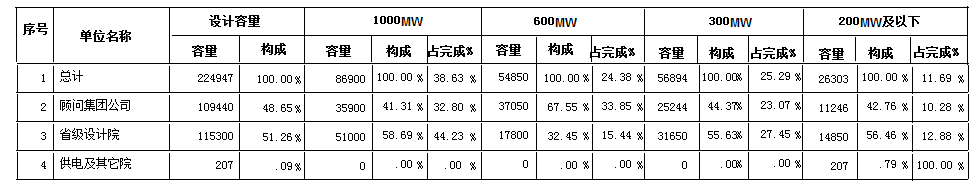 序号 单位名称 设计容量 1000MW 600MW 300MW 200MW及以下
容量 构成 容量 构成 占完成% 容量 构成 占完成% 容量 构成 占完成% 容量 构成 占完成%
1 总计 224947 100.00% 86900 100.00% 38.63% 54850 100.00% 24.38% 56894 100.00% 25.29% 26303 100.00% 11.69%
2 顾问集团公司 109440 48.65% 35900 41.31% 32.80% 37050 67.55% 33.85% 25244 44.37% 23.07% 11246 42.76% 10.28%
3 省级设计院 115300 51.26% 51000 58.69% 44.23% 17800 32.45% 15.44% 31650 55.63% 27.45% 14850 56.46% 12.88%
4 供电及其它院 207 .09% 0 .00% .00% 0 .00% .00% 0 .00% .00% 207 .79% 100.00%